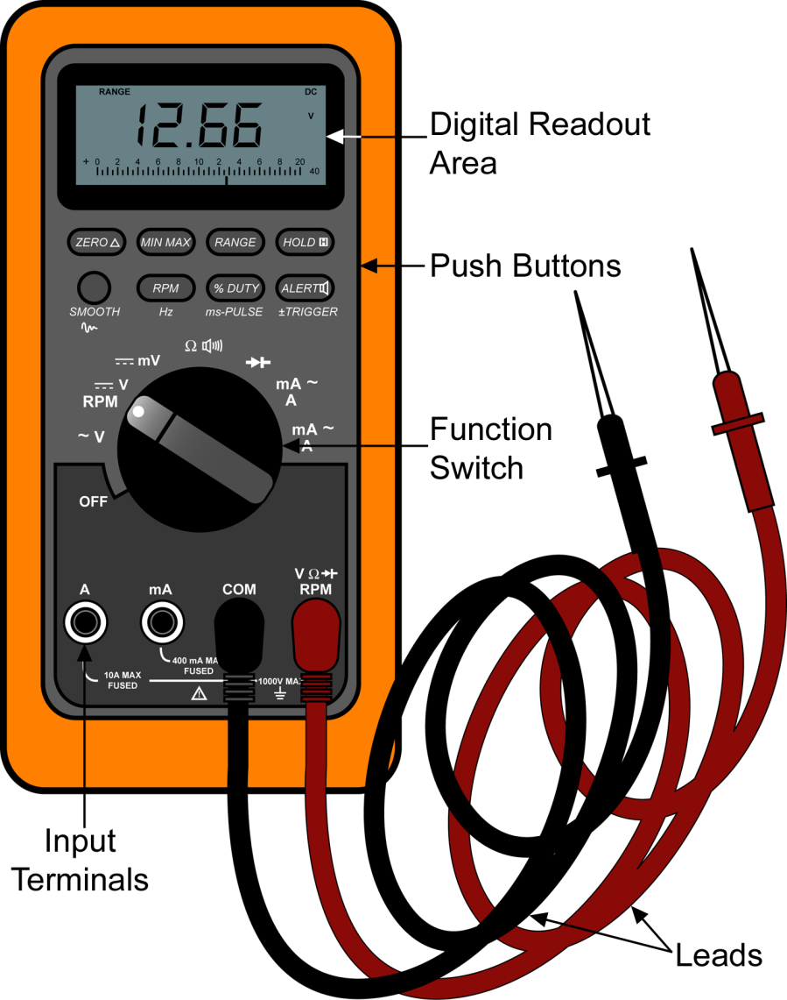 RANGE DC
12.66 V
+ 0 2 4 6 8 10 2 4 6 8 20 40
Digital Readout
Area
ZERO △ MIN MAX RANGE HOLD H
Push Buttons
RPM % DUTY ALERT
SMOOTH Hz ms-PULSE ±TRIGGER
Ω
mV
V
RPM
~ V
OFF
mA ~
A
mA ~
A
Function
Switch
A mA COM V Ω
RPM
400 mA MA
FUSED
10A MAX
FUSED
1000V MAX
Input
Terminals
Leads